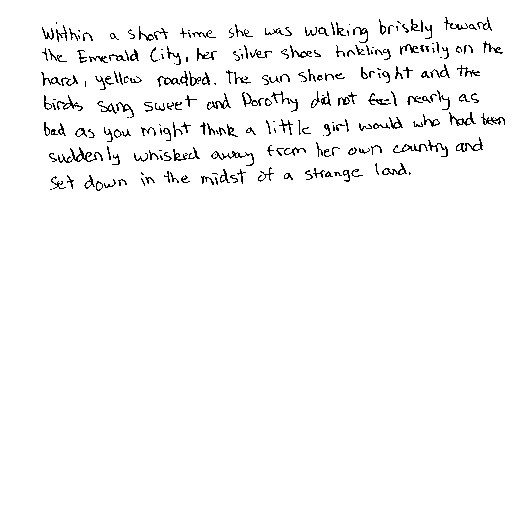 Within a short time she was walking briskly toward
the Emerald City, her silver shoes tinkling merrily on the
hard, yellow roadbed. The sun shone bright and the
birds sang sweet and Dorothy did not feel nearly as
bad as you might think a little girl would who had been
suddenly whisked away from her own country and
set down in the midst of a strange land.